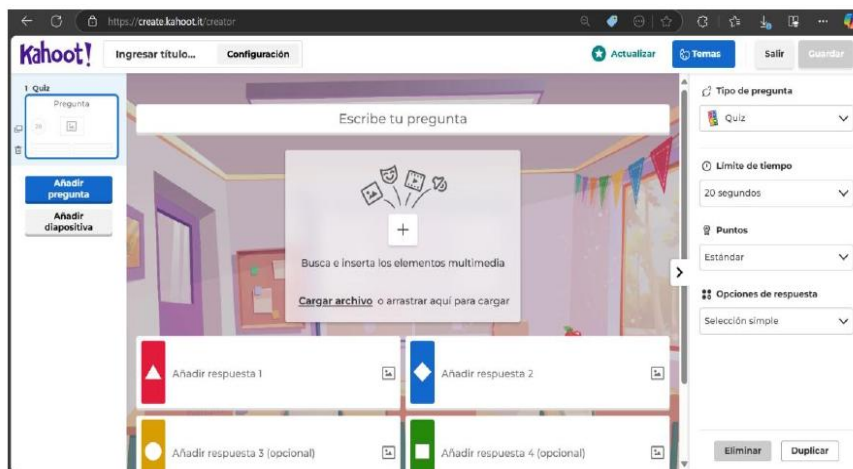 https://create.kahoot.it/creator
Kahoot!
Ingresar título...
Configuración
Actualizar
Temas
Salir
Guardar
1 Quiz
Pregunta
Añadir pregunta
Añadir diapositiva
Escribe tu pregunta
Busca e inserta los elementos multimedia
Cargar archivo o arrastrar aquí para cargar
Añadir respuesta 1
Añadir respuesta 2
Añadir respuesta 3 (opcional)
Añadir respuesta 4 (opcional)
Tipo de pregunta
Quiz
Límite de tiempo
20 segundos
Puntos
Estándar
Opciones de respuesta
Selección simple
Eliminar
Duplicar